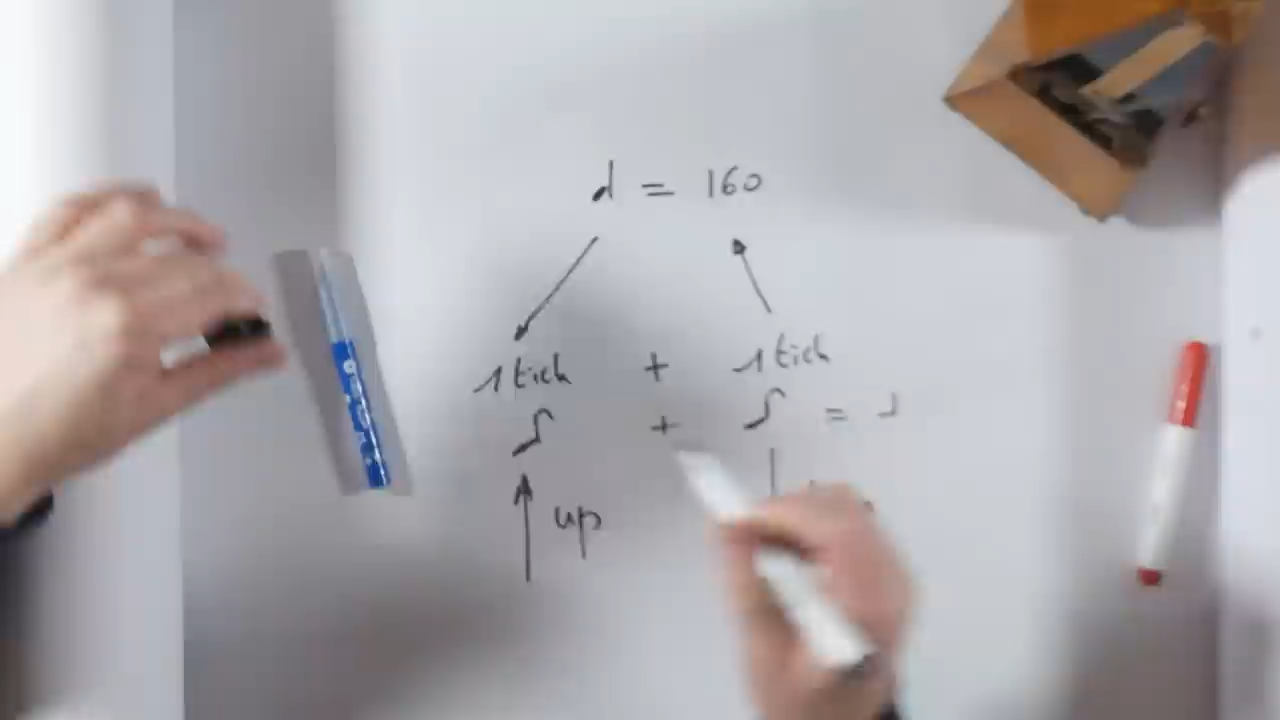 d = 160
1 tick + 1 tick
S + S =
up